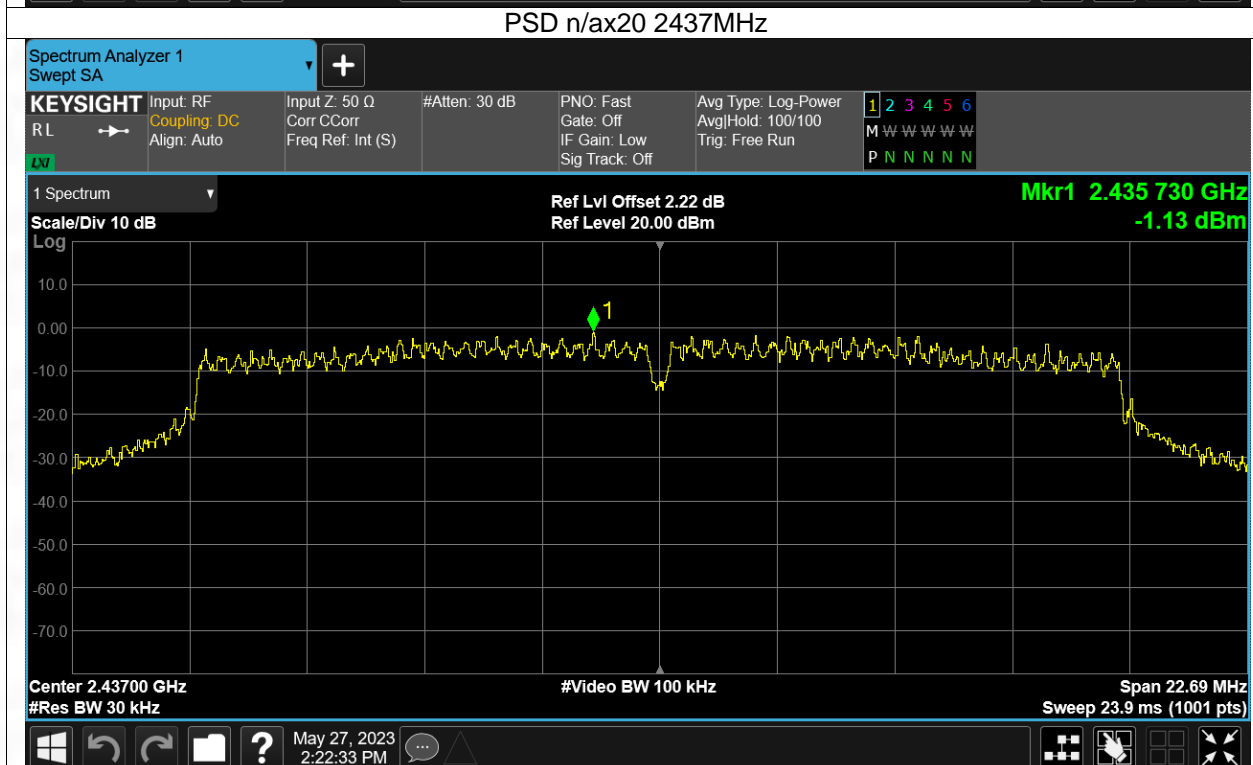 PSD n/ax20 2437MHz
Spectrum Analyzer 1
Swept SA
KEYSIGHT
RL
LXI
Input: RF
Coupling: DC
Align: Auto
Input Z: 50 Ω
Corr CCorr
Freq Ref: Int (S)
#Atten: 30 dB
PNO: Fast
Gate: Off
IF Gain: Low
Sig Track: Off
Avg Type: Log-Power
Avg|Hold: 100/100
Trig: Free Run
1 2 3 4 5 6
M W W W W W
P N N N N N
1 Spectrum
Scale/Div 10 dB
Log
Ref Lvl Offset 2.22 dB
Ref Level 20.00 dBm
Mkr1 2.435 730 GHz
-1.13 dBm
1
10.0
0.00
-10.0
-20.0
-30.0
-40.0
-50.0
-60.0
-70.0
Center 2.43700 GHz
#Res BW 30 kHz
#Video BW 100 kHz
Span 22.69 MHz
Sweep 23.9 ms (1001 pts)
?
May 27, 2023
2:22:33 PM